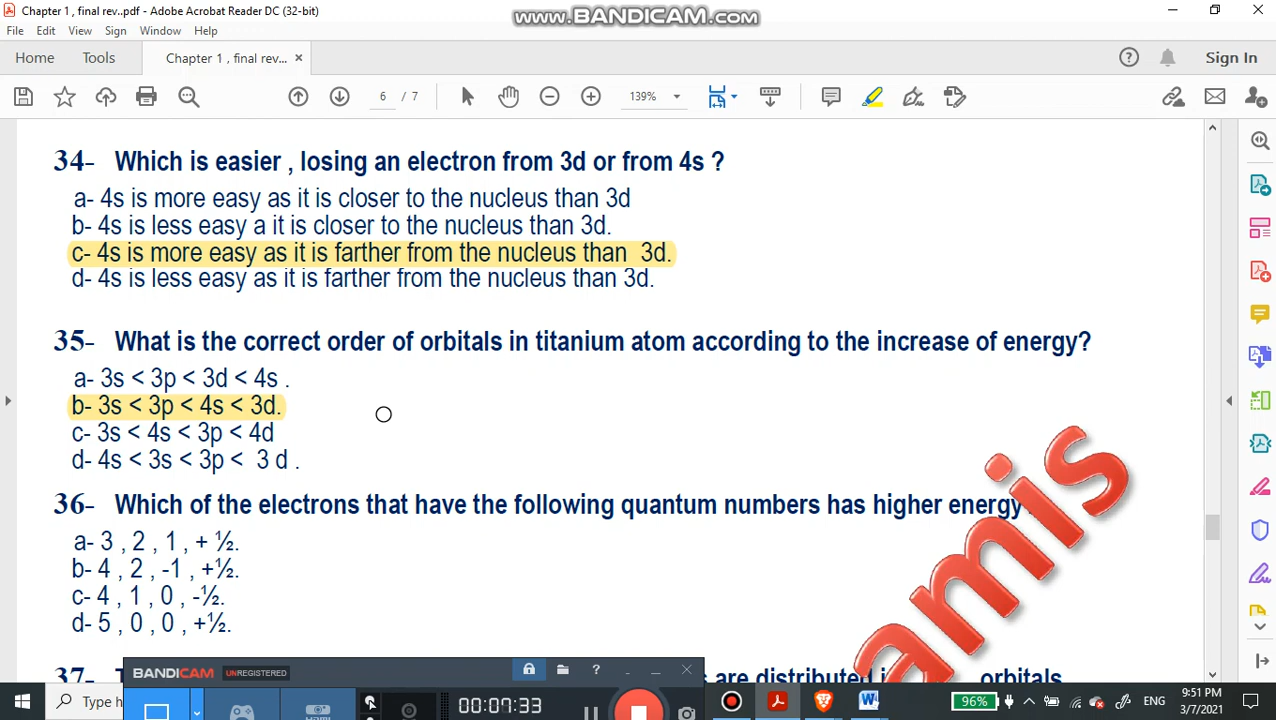 Chapter 1 , final rev..pdf - Adobe Acrobat Reader DC (32-bit)
www.BANDICAM.com
File Edit View Sign Window Help
Home Tools Chapter 1 , final rev... × Sign In
6 / 7 139%
34- Which is easier , losing an electron from 3d or from 4s ?
a- 4s is more easy as it is closer to the nucleus than 3d
b- 4s is less easy a it is closer to the nucleus than 3d.
c- 4s is more easy as it is farther from the nucleus than 3d.
d- 4s is less easy as it is farther from the nucleus than 3d.
35- What is the correct order of orbitals in titanium atom according to the increase of energy?
a- 3s < 3p < 3d < 4s .
b- 3s < 3p < 4s < 3d.
c- 3s < 4s < 3p < 4d
d- 4s < 3s < 3p < 3 d .
36- Which of the electrons that have the following quantum numbers has higher energy
a- 3 , 2 , 1 , + ½.
b- 4 , 2 , -1 , +½.
c- 4 , 1 , 0 , -½.
d- 5 , 0 , 0 , +½.
amis
37- are distributed orbitals
BANDICAM UNREGISTERED
Type h 00:07:33 96% ENG 9:51 PM
3/7/2021